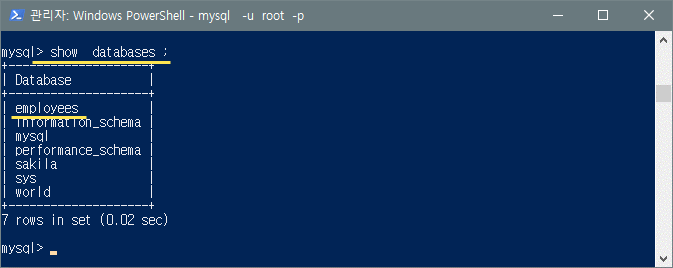 관리자: Windows PowerShell - mysql  -u  root  -p
mysql> show  databases ;
+--------------------+
| Database           |
+--------------------+
| employees          |
| information_schema |
| mysql              |
| performance_schema |
| sakila             |
| sys                |
| world              |
+--------------------+
7 rows in set (0.02 sec)
mysql>